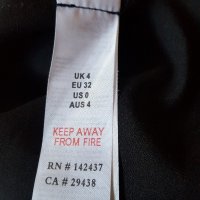 UK 4
EU 32
US 0
AUS 4
KEEP AWAY
FROM FIRE
RN # 142437
CA # 29438